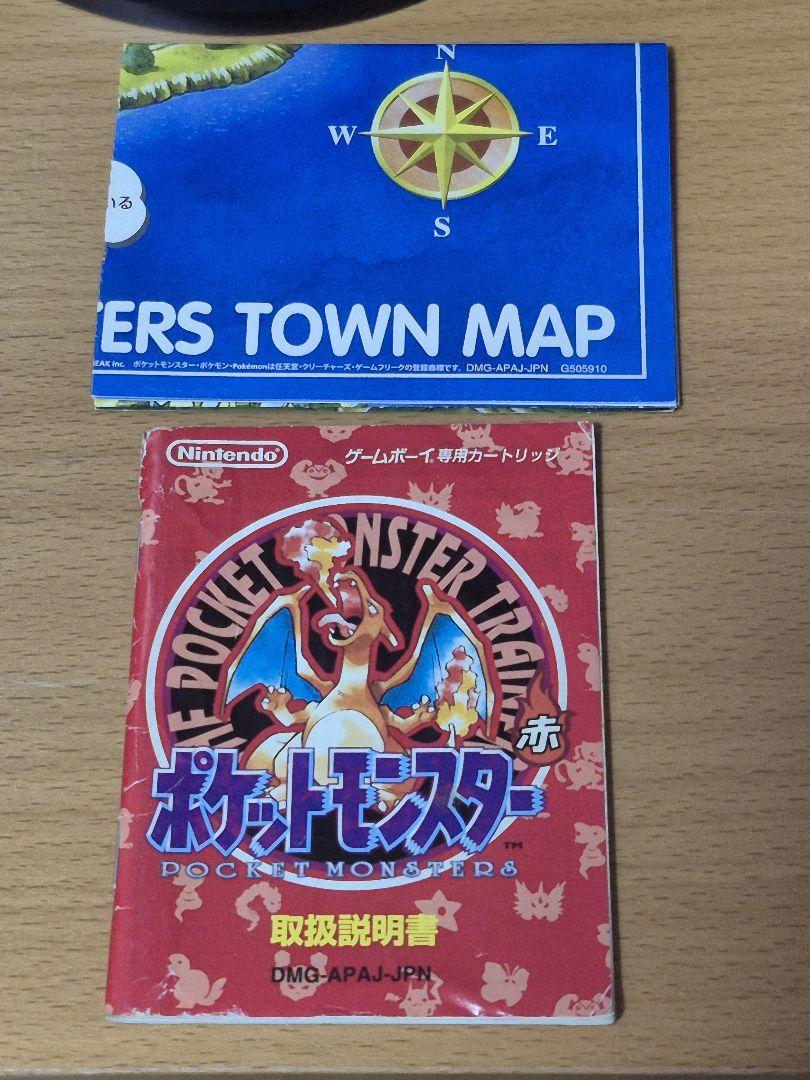 N
W E
S
いる
TERS TOWN MAP
REAK inc. ポケットモンスター・ポケモン・Pokémonは任天堂・クリーチャーズ・ゲームフリークの登録商標です。 DMG-APAJ-JPN G505910
Nintendo
ゲームボーイ専用カートリッジ
POCKET MONSTER TRAINE
赤
ポケットモンスター
TM
POCKET MONSTERS
取扱説明書
DMG-APAJ-JPN